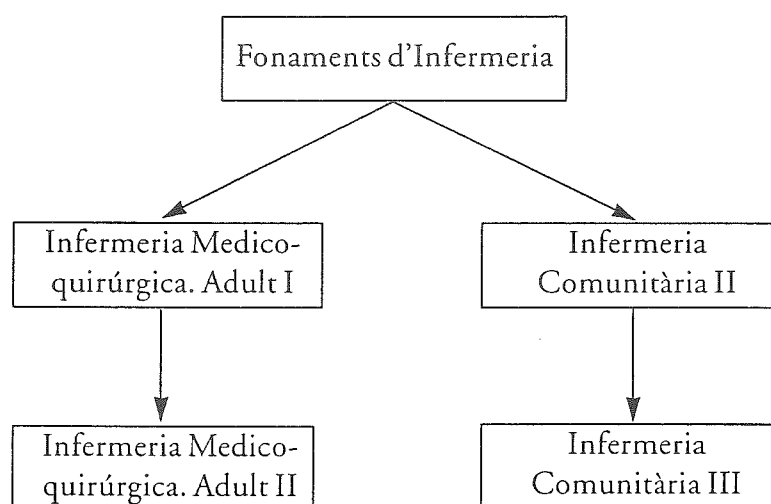 Fonaments d'Infermeria
Infermeria Medico-
quirúrgica. Adult I
Infermeria
Comunitària II
Infermeria Medico-
quirúrgica. Adult II
Infermeria
Comunitària III